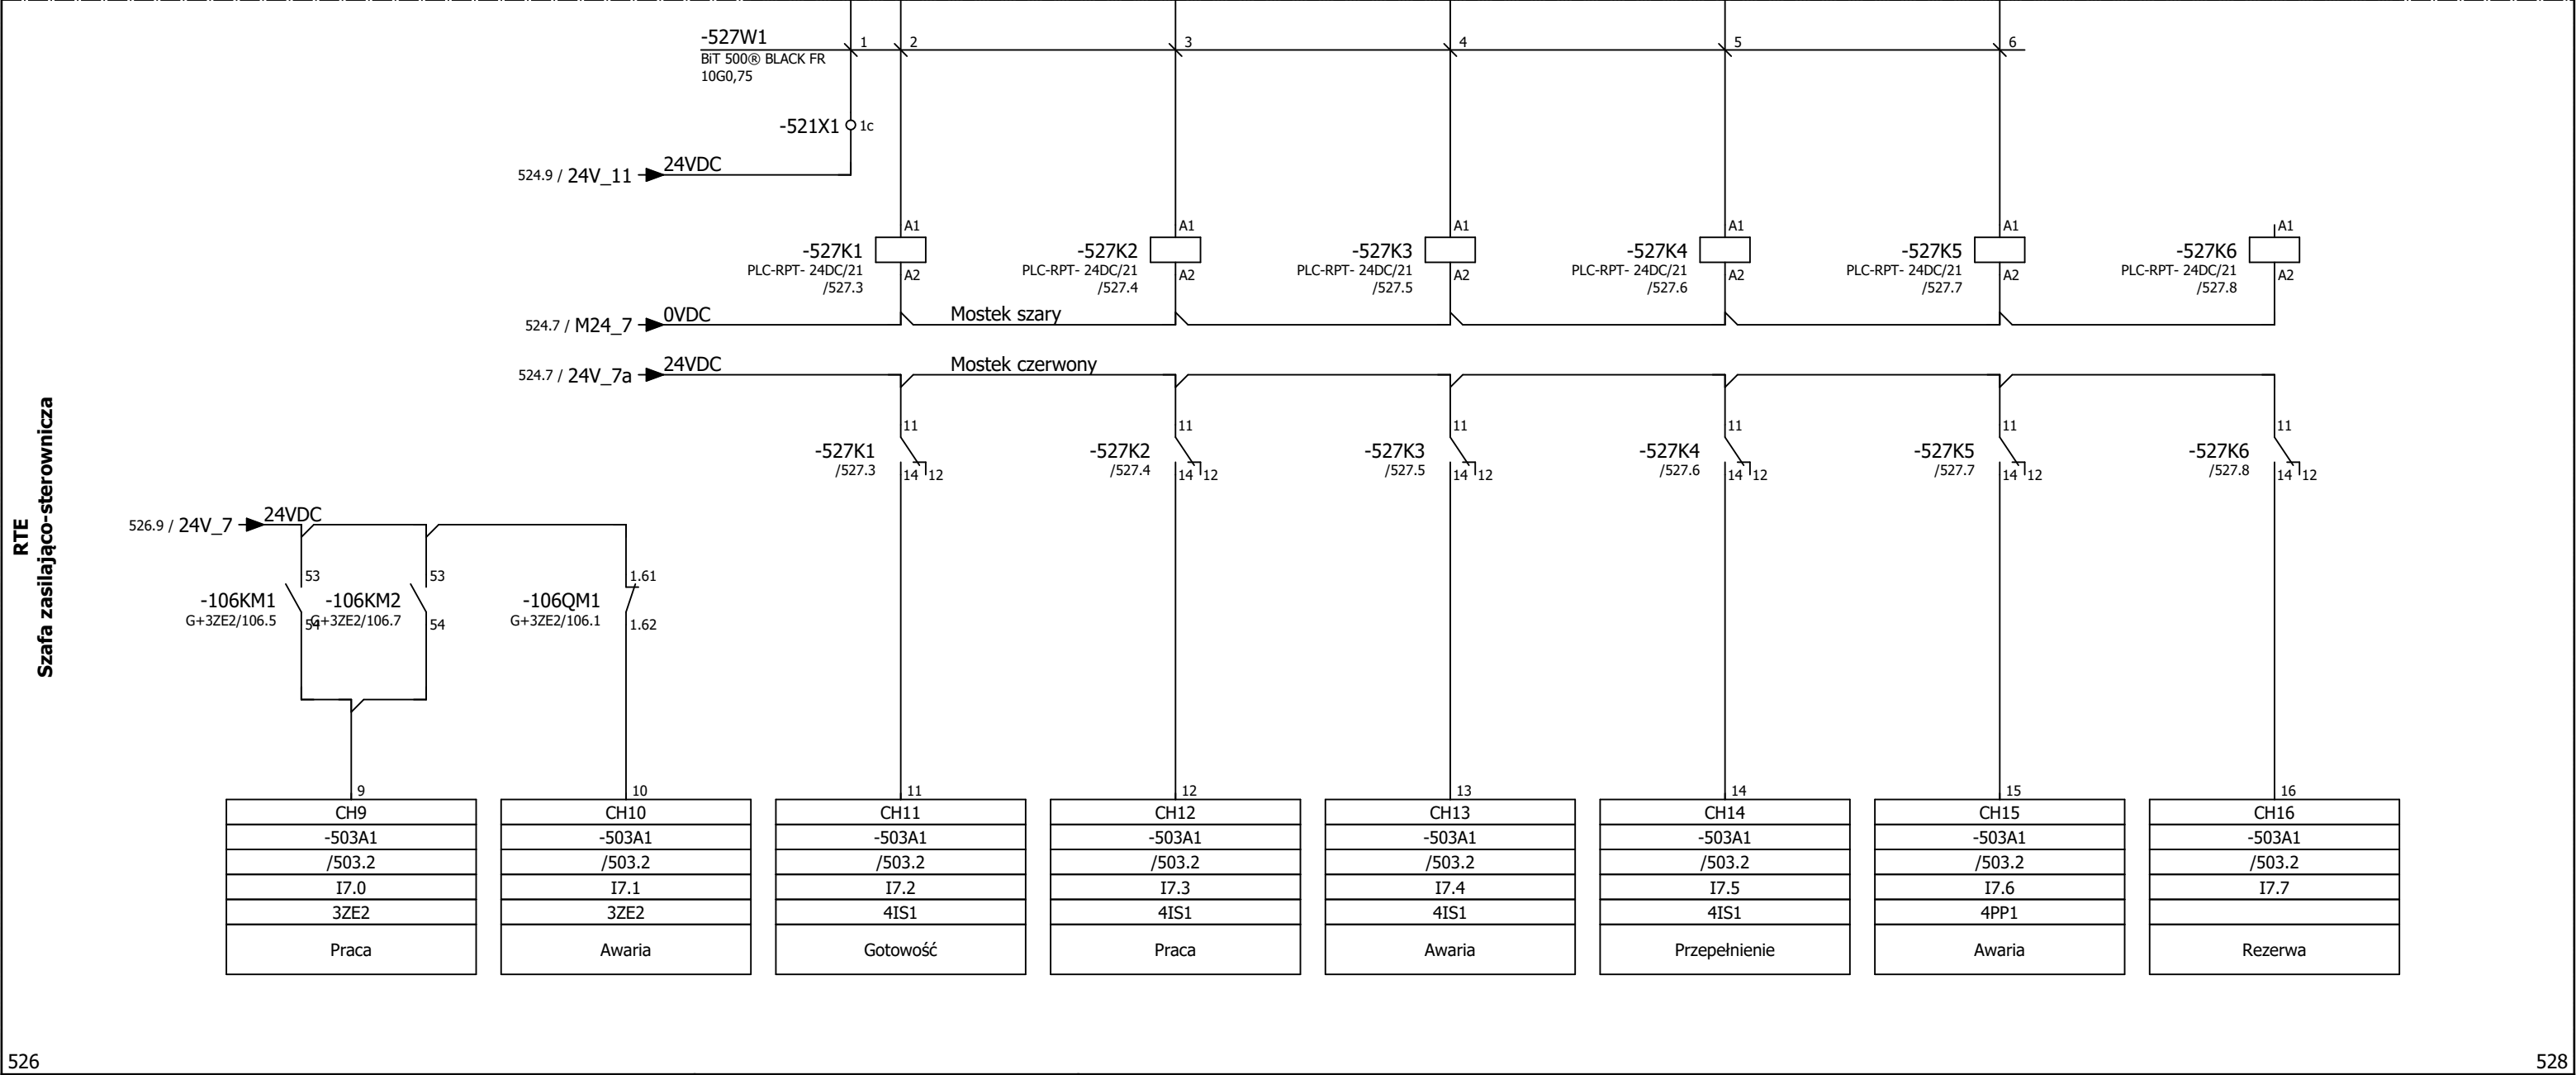 -527W1
BiT 500® BLACK FR
10G0,75
1
2
3
4
5
6
-521X1
1c
524.9 / 24V_11
24VDC
A1
A1
A1
A1
A1
A1
-527K1
-527K2
-527K3
-527K4
-527K5
-527K6
PLC-RPT- 24DC/21
PLC-RPT- 24DC/21
PLC-RPT- 24DC/21
PLC-RPT- 24DC/21
PLC-RPT- 24DC/21
PLC-RPT- 24DC/21
A2
A2
A2
A2
A2
A2
/527.3
/527.4
/527.5
/527.6
/527.7
/527.8
524.7 / M24_7
0VDC
Mostek szary
524.7 / 24V_7a
24VDC
Mostek czerwony
RTE
Szafa zasilająco-sterownicza
11
11
11
11
11
11
-527K1
-527K2
-527K3
-527K4
-527K5
-527K6
/527.3
/527.4
/527.5
/527.6
/527.7
/527.8
14 12
14 12
14 12
14 12
14 12
14 12
526.9 / 24V_7
24VDC
53
53
1.61
-106KM1
-106KM2
-106QM1
G+3ZE2/106.5
G+3ZE2/106.7
G+3ZE2/106.1
54
54
1.62
9
10
11
12
13
14
15
16
CH9
CH10
CH11
CH12
CH13
CH14
CH15
CH16
-503A1
-503A1
-503A1
-503A1
-503A1
-503A1
-503A1
-503A1
/503.2
/503.2
/503.2
/503.2
/503.2
/503.2
/503.2
/503.2
I7.0
I7.1
I7.2
I7.3
I7.4
I7.5
I7.6
I7.7
3ZE2
3ZE2
4IS1
4IS1
4IS1
4IS1
4PP1
Praca
Awaria
Gotowość
Praca
Awaria
Przepełnienie
Awaria
Rezerwa
526
528